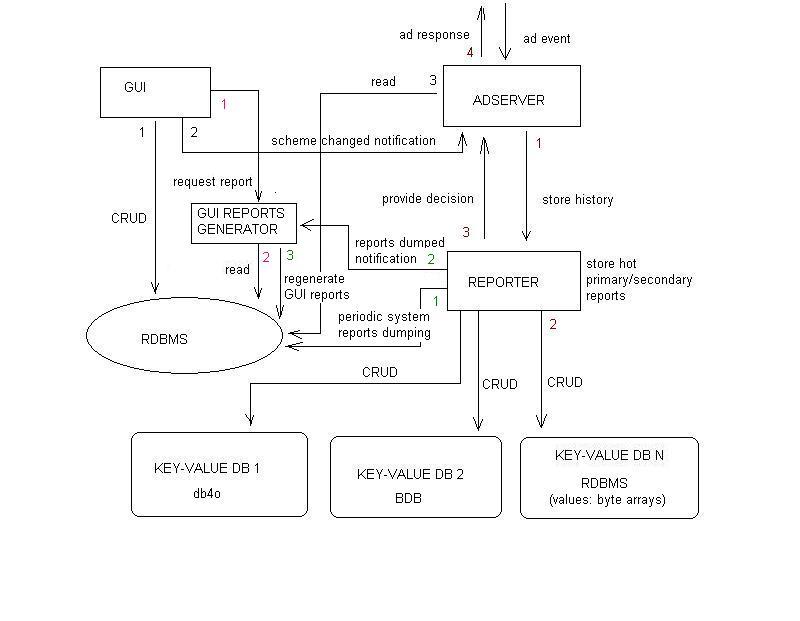 ad response
ad event
4
GUI
read
3
ADSERVER
1
1
2
scheme changed notification
1
request report
provide decision
store history
CRUD
3
GUI REPORTS
GENERATOR
reports dumped
notification
2
2
3
read
regenerate
GUI reports
REPORTER
store hot
primary/secondary
reports
1
periodic system
reports dumping
2
RDBMS
CRUD
CRUD
CRUD
KEY-VALUE DB 1
db4o
KEY-VALUE DB 2
BDB
KEY-VALUE DB N
RDBMS
(values: byte arrays)